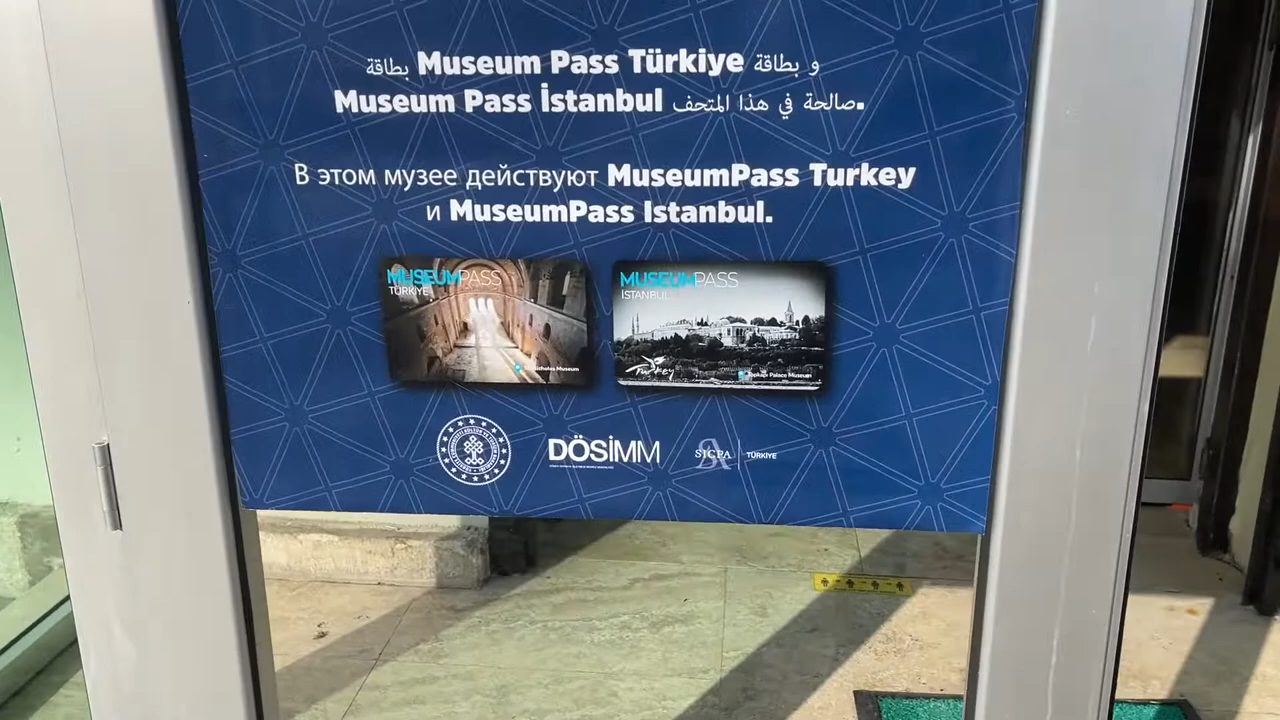 بطاقة Museum Pass Türkiye و بطاقة
Museum Pass İstanbul صالحة في هذا المتحف.
В этом музее действуют MuseumPass Turkey
и MuseumPass Istanbul.
MUSEUMPASS
TÜRKİYE
Museum
MUSEUMPASS
İSTANBUL
Turkey
Topkapı Palace Museum
DÖSİMM
SICPA TÜRKİYE